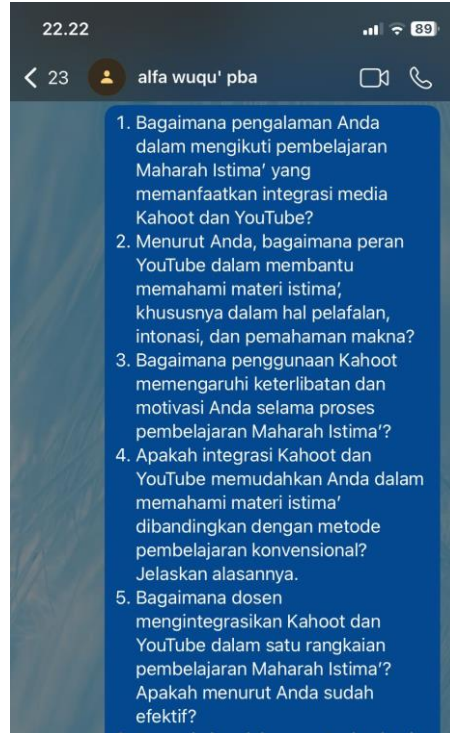 22.22
89
23 alfa wuqu' pba
1. Bagaimana pengalaman Anda
dalam mengikuti pembelajaran
Maharah Istima' yang
memanfaatkan integrasi media
Kahoot dan YouTube?
2. Menurut Anda, bagaimana peran
YouTube dalam membantu
memahami materi istima',
khususnya dalam hal pelafalan,
intonasi, dan pemahaman makna?
3. Bagaimana penggunaan Kahoot
memengaruhi keterlibatan dan
motivasi Anda selama proses
pembelajaran Maharah Istima'?
4. Apakah integrasi Kahoot dan
YouTube memudahkan Anda dalam
memahami materi istima'
dibandingkan dengan metode
pembelajaran konvensional?
Jelaskan alasannya.
5. Bagaimana dosen
mengintegrasikan Kahoot dan
YouTube dalam satu rangkaian
pembelajaran Maharah Istima'?
Apakah menurut Anda sudah
efektif?